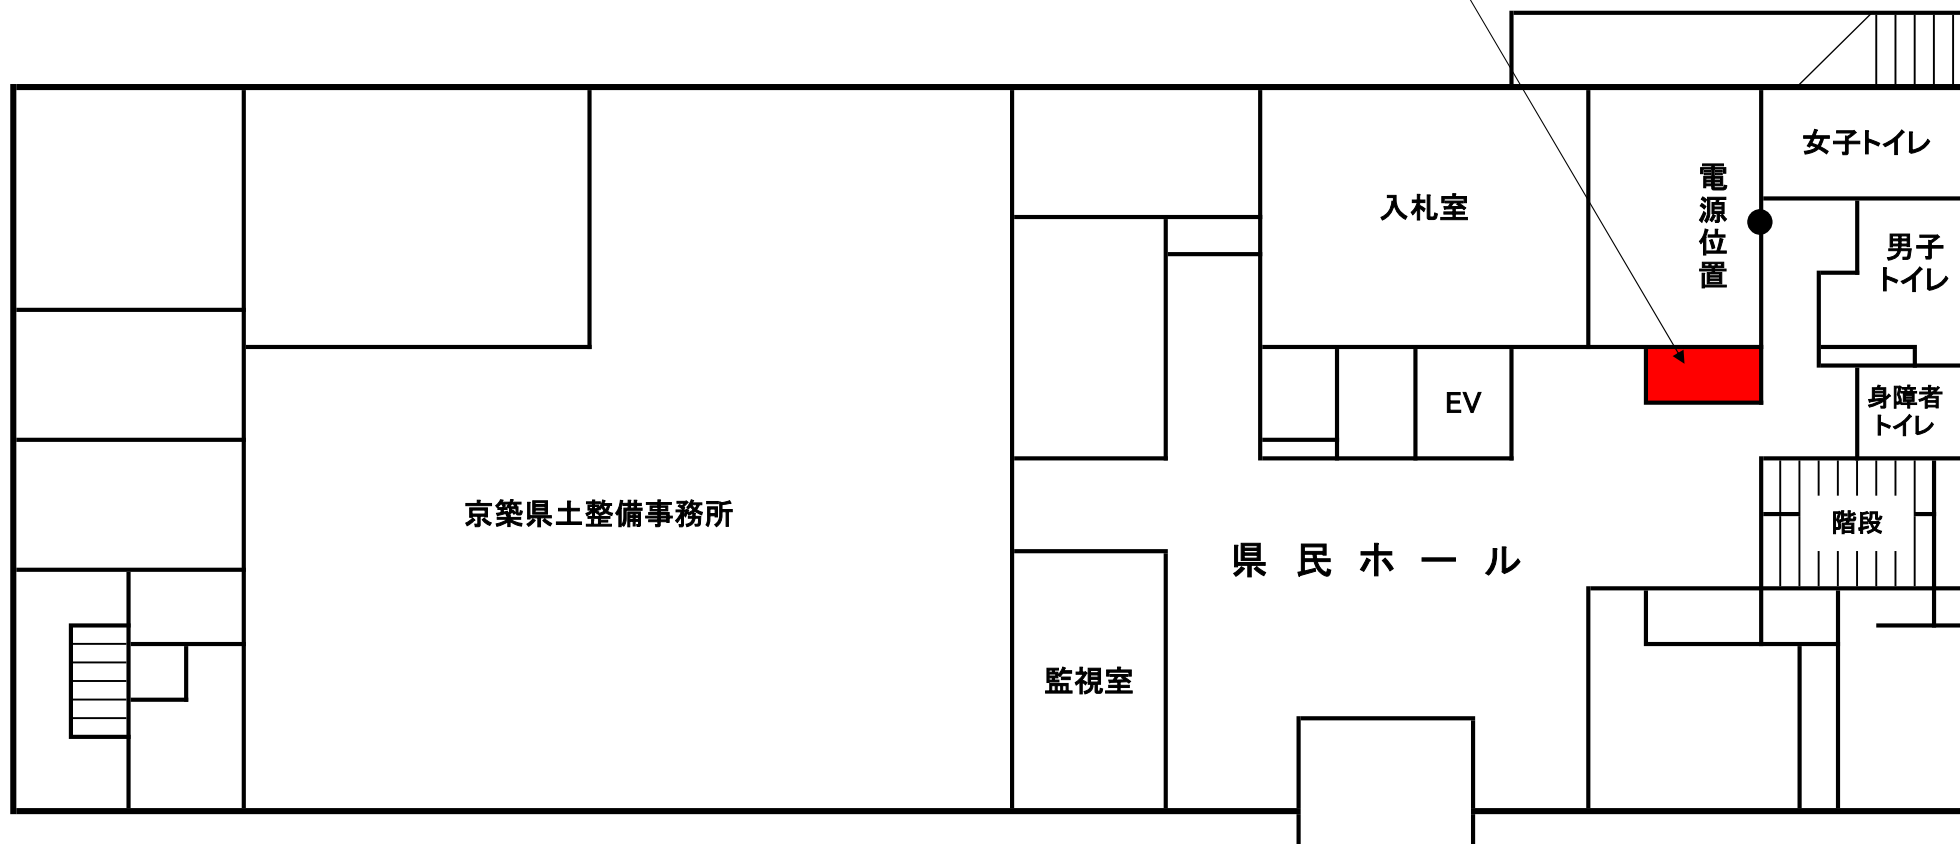 女子トイレ
電源位置
入札室
男子
トイレ
EV
身障者
トイレ
京築県土整備事務所
階段
県民ホール
監視室